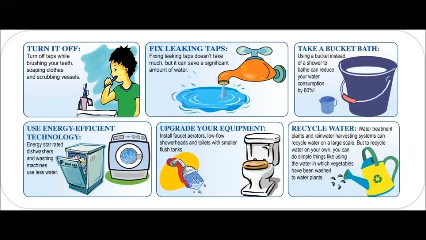 TURN IT OFF:
Turn off taps while
brushing your teeth,
soaping clothes
and scrubbing vessels.
FIX LEAKING TAPS:
Fixing leaking taps doesn't take
much, but it can save a significant
amount of water.
TAKE A BUCKET BATH:
Using a bucket instead
of a shower to
bathe can reduce
your water
consumption
by 80%!
USE ENERGY-EFFICIENT
TECHNOLOGY:
Energy star rated
dishwashers
and washing
machines
use less water.
UPGRADE YOUR EQUIPMENT:
Install faucet aerators, low-flow
showerheads and toilets with smaller
flush tanks
RECYCLE WATER: Water treatment
plants and rainwater harvesting systems can
recycle water on a large scale. But to recycle
water on your own, you can
do simple things like using
the water in which vegetables
have been washed
to water plants